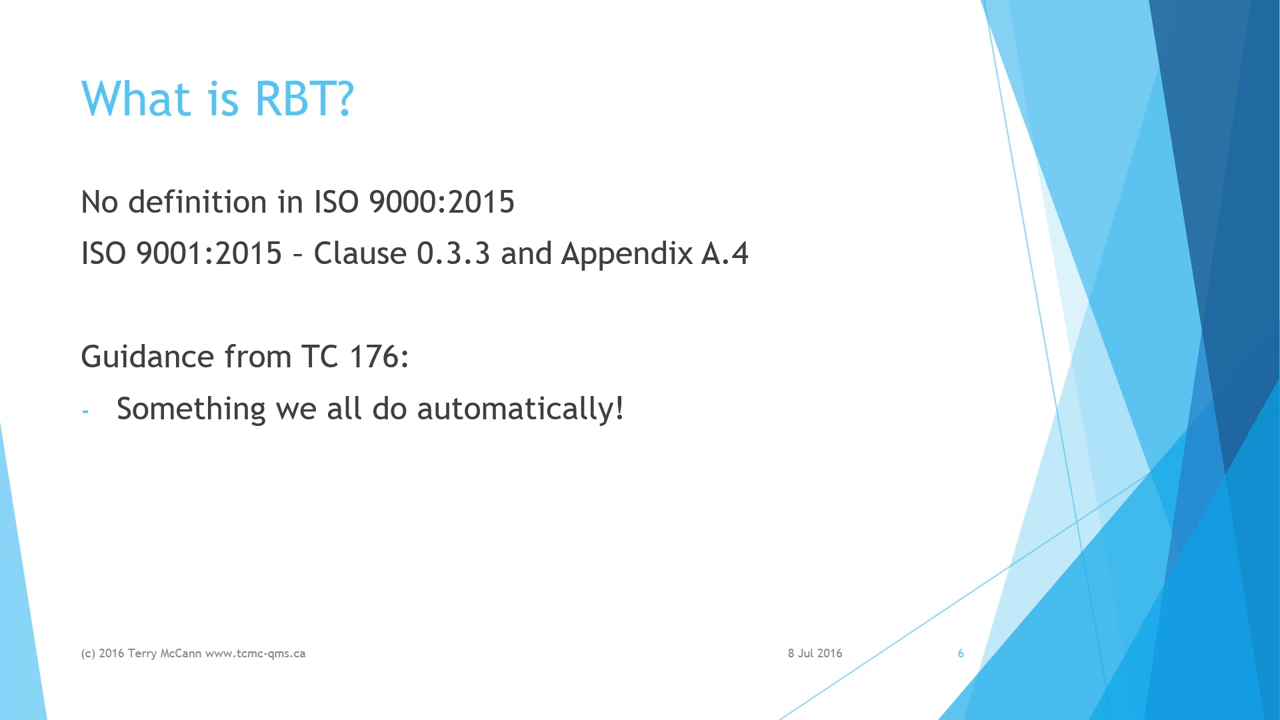 What is RBT?
No definition in ISO 9000:2015
ISO 9001:2015 – Clause 0.3.3 and Appendix A.4
Guidance from TC 176:
- Something we all do automatically!
(c) 2016 Terry McCann www.tcmc-qms.ca
8 Jul 2016
6